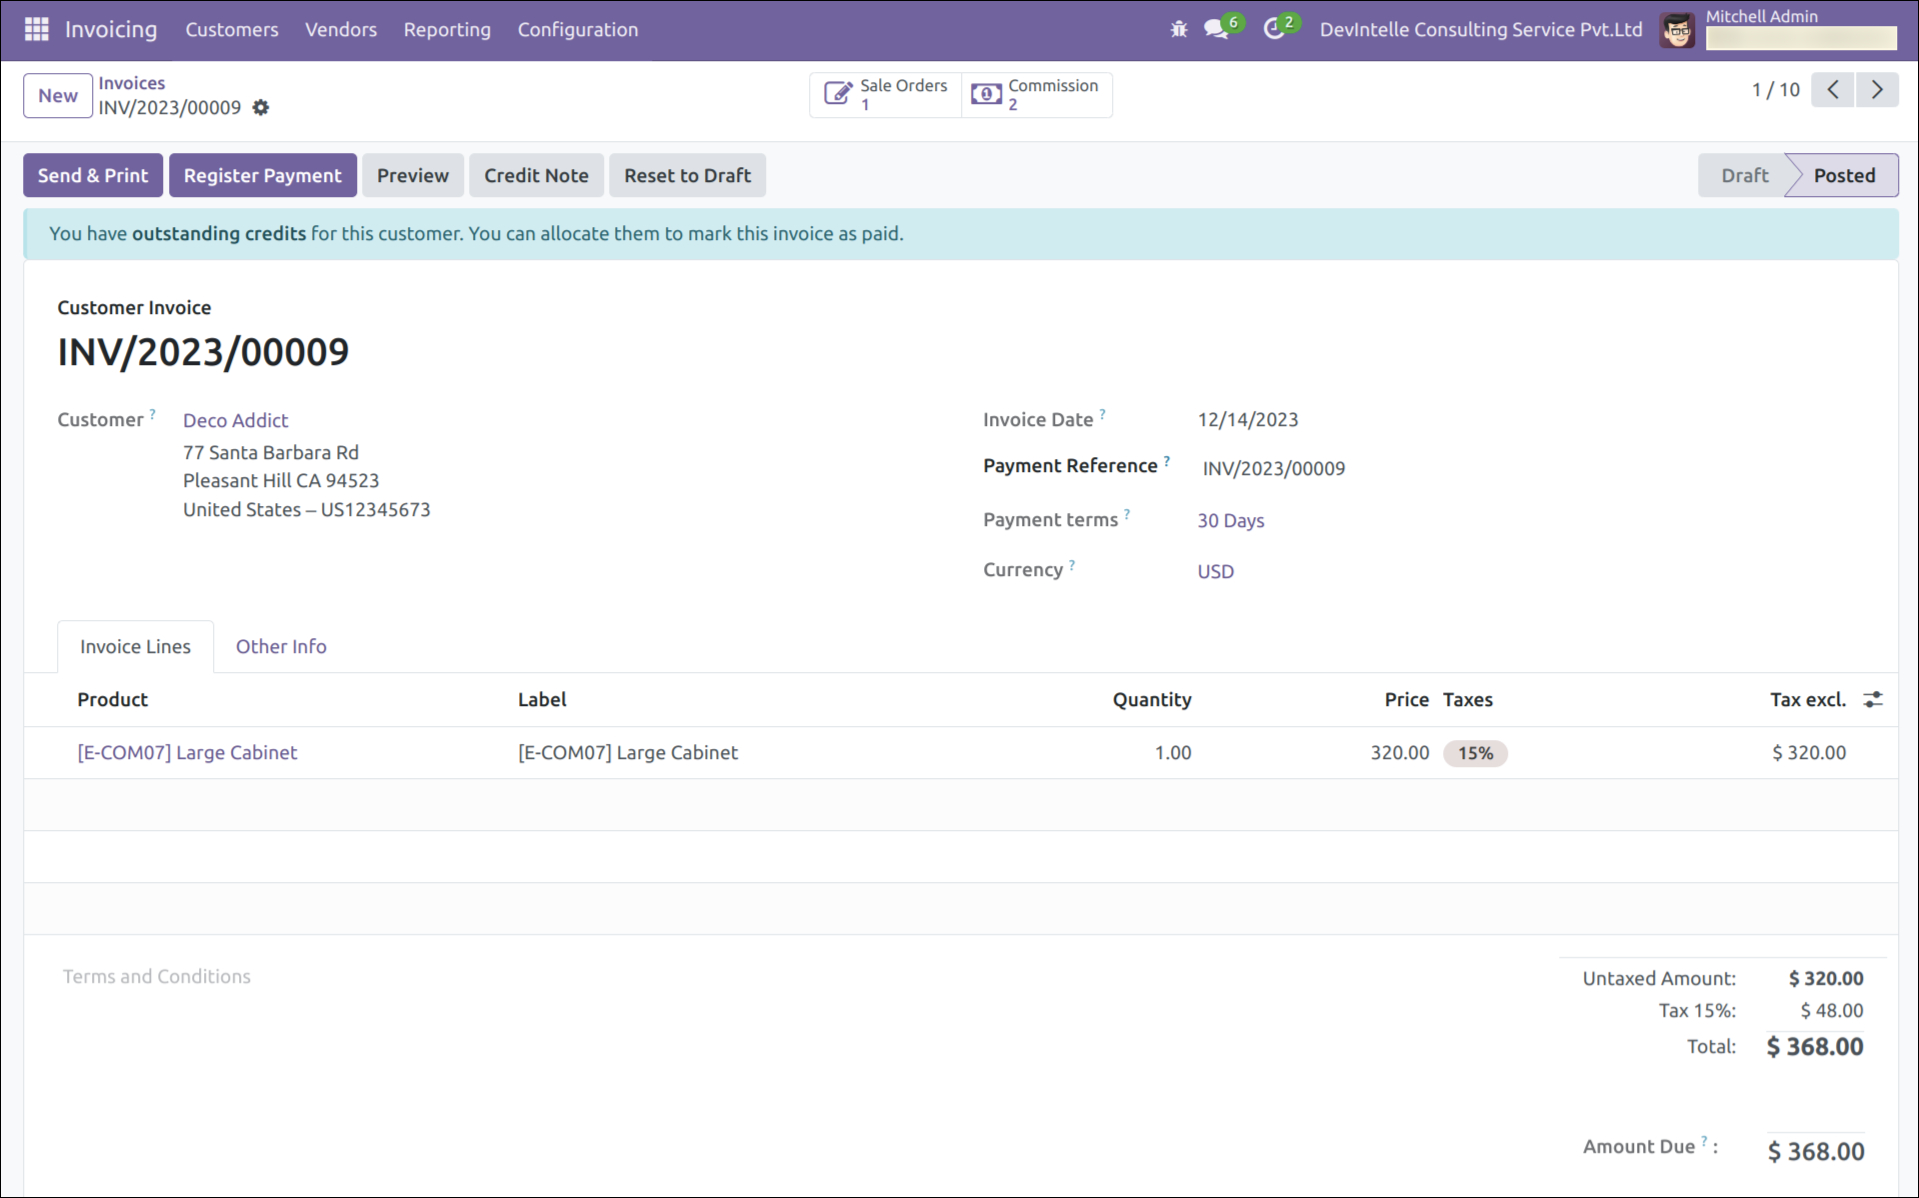 Invoicing Customers Vendors Reporting Configuration 6 2 DevIntelle Consulting Service Pvt.Ltd Mitchell Admin
New Invoices
INV/2023/00009
Sale Orders
1
Commission
2
1 / 10
Send & Print Register Payment Preview Credit Note Reset to Draft Draft Posted
You have outstanding credits for this customer. You can allocate them to mark this invoice as paid.
Customer Invoice
INV/2023/00009
Customer ? Deco Addict
77 Santa Barbara Rd
Pleasant Hill CA 94523
United States – US12345673
Invoice Date ? 12/14/2023
Payment Reference ? INV/2023/00009
Payment terms ? 30 Days
Currency ? USD
Invoice Lines Other Info
Product Label Quantity Price Taxes Tax excl.
[E-COM07] Large Cabinet [E-COM07] Large Cabinet 1.00 320.00 15% $ 320.00
Terms and Conditions
Untaxed Amount: $ 320.00
Tax 15%: $ 48.00
Total: $ 368.00
Amount Due ? : $ 368.00